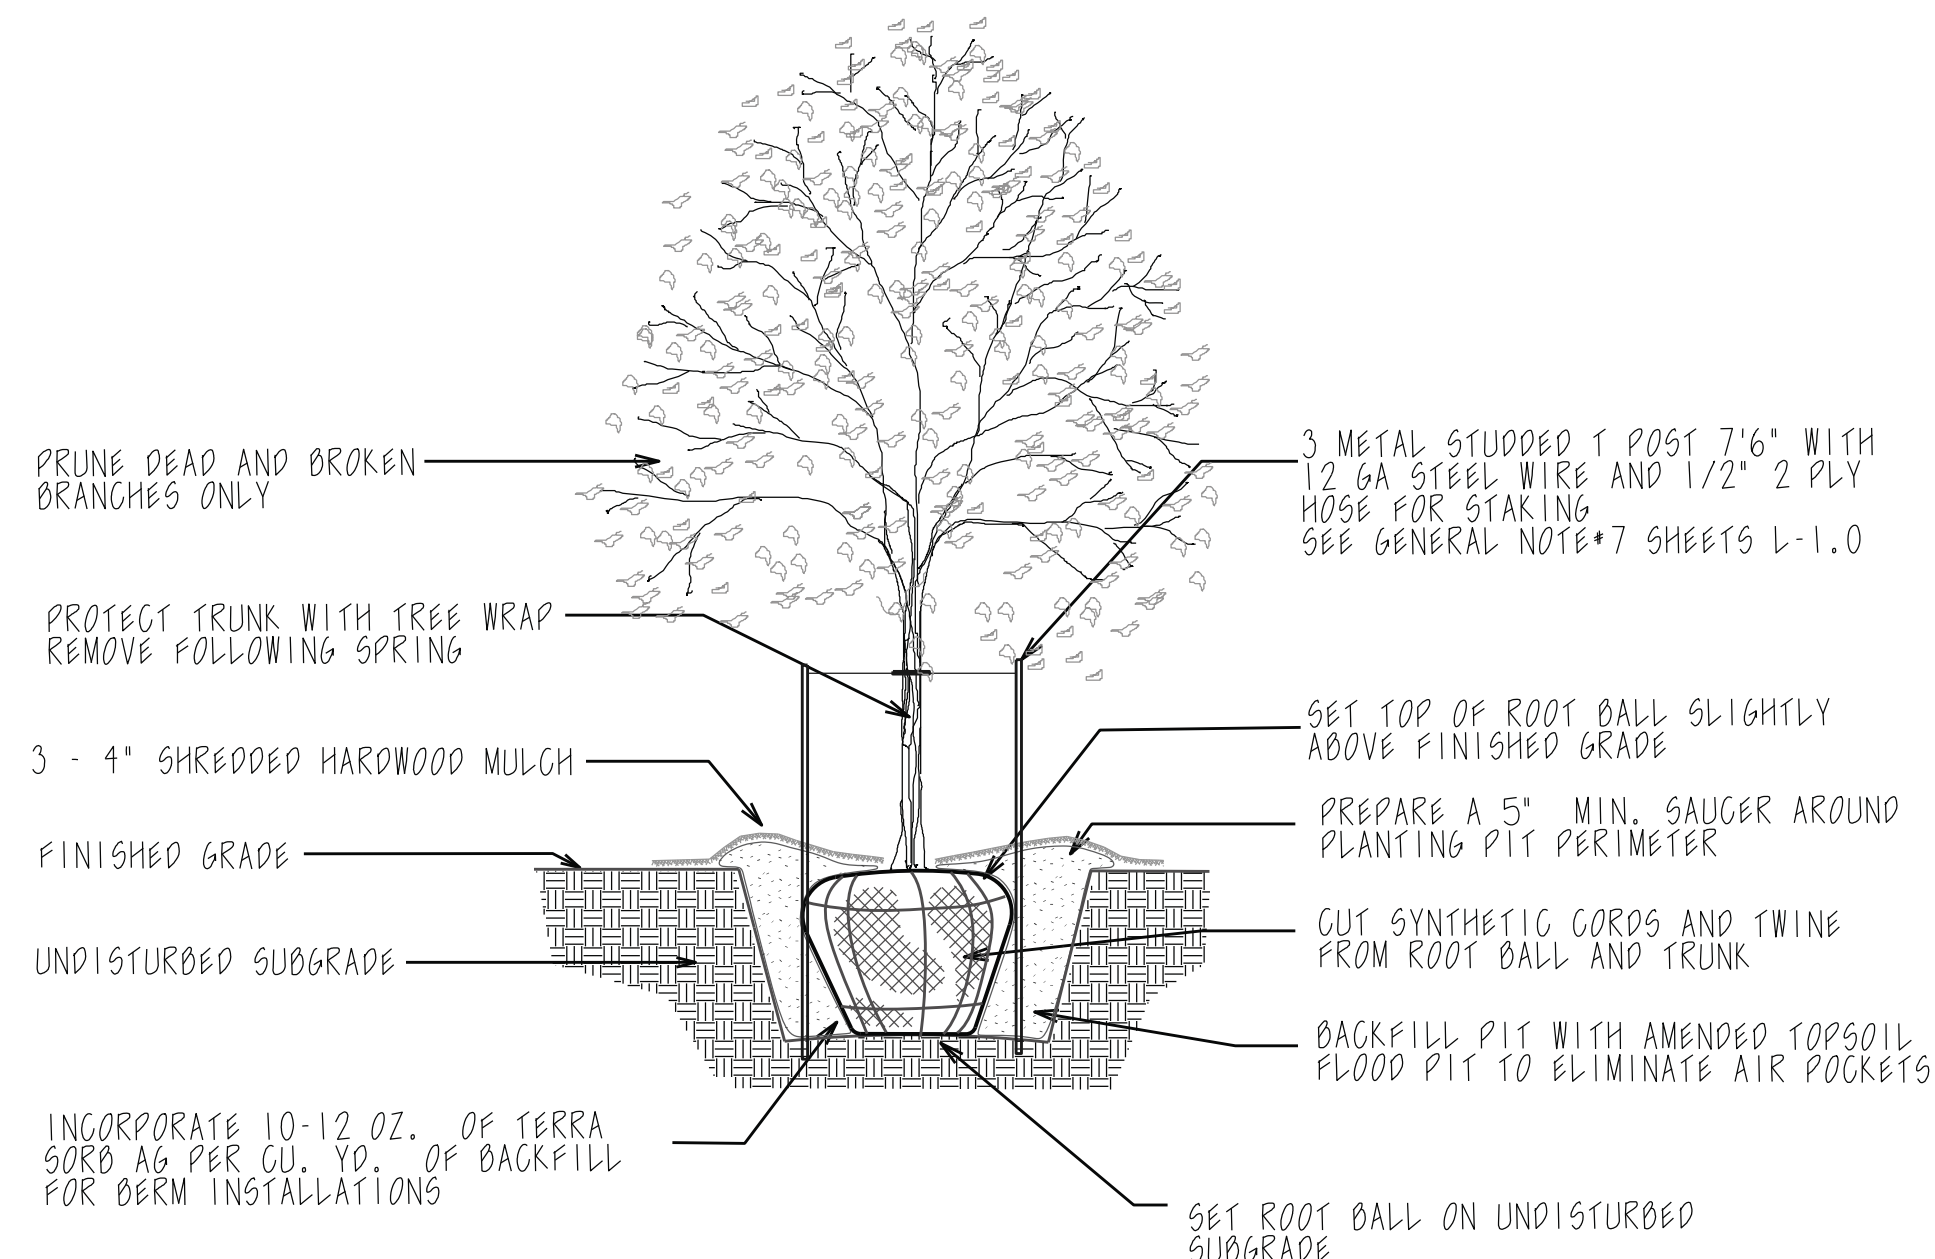 PRUNE DEAD AND BROKEN
BRANCHES ONLY
PROTECT TRUNK WITH TREE WRAP
REMOVE FOLLOWING SPRING
3 - 4" SHREDDED HARDWOOD MULCH
FINISHED GRADE
UNDISTURBED SUBGRADE
INCORPORATE 10-12 OZ. OF TERRA
SORB AG PER CU. YD. OF BACKFILL
FOR BERM INSTALLATIONS
3 METAL STUDDED T POST 7'6" WITH
12 GA STEEL WIRE AND 1/2" 2 PLY
HOSE FOR STAKING
SEE GENERAL NOTE#7 SHEETS L-1.0
SET TOP OF ROOT BALL SLIGHTLY
ABOVE FINISHED GRADE
PREPARE A 5" MIN. SAUCER AROUND
PLANTING PIT PERIMETER
CUT SYNTHETIC CORDS AND TWINE
FROM ROOT BALL AND TRUNK
BACKFILL PIT WITH AMENDED TOPSOIL
FLOOD PIT TO ELIMINATE AIR POCKETS
SET ROOT BALL ON UNDISTURBED
SUBGRADE